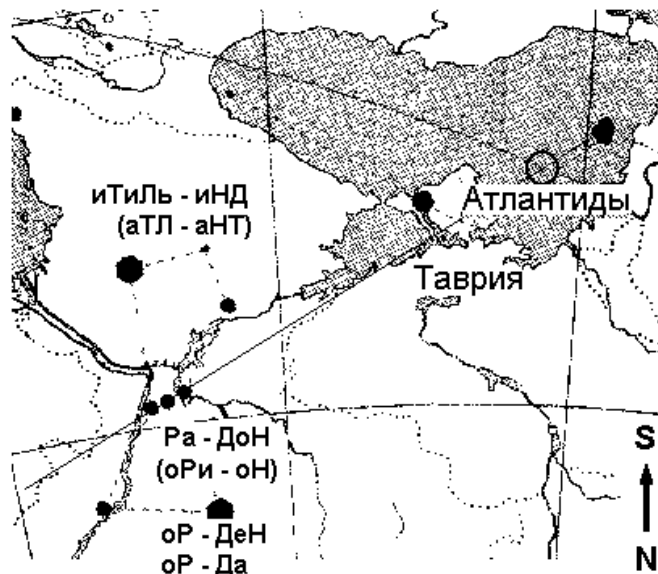 иТиЛь - иНД
(аТЛ - аНТ)
Атлантиды
Таврия
Ра - ДоН
(оРи - оН)
оР - ДеН
оР - Да
S
N